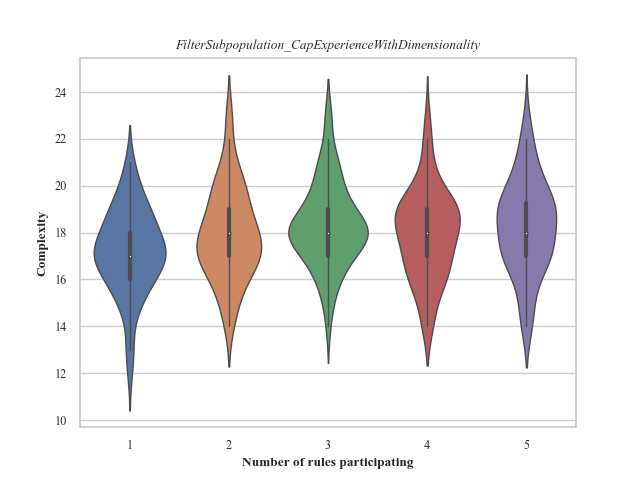 FilterSubpopulation_CapExperienceWithDimensionality
24
22
20
18
16
14
12
10
Complexity
1 2 3 4 5
Number of rules participating